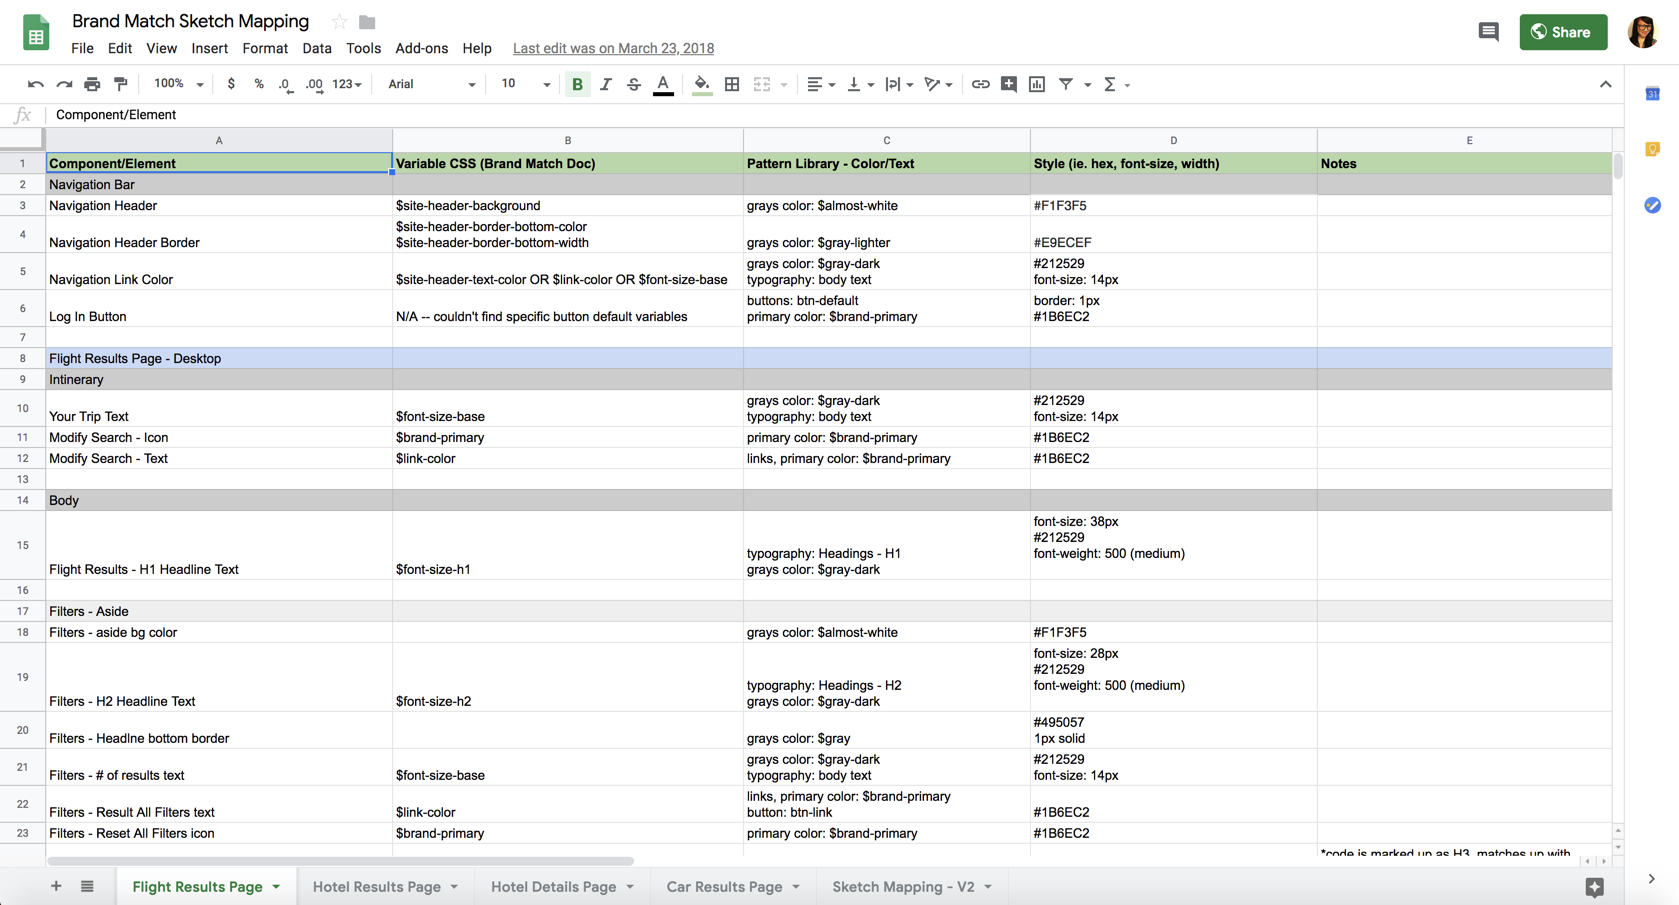 Brand Match Sketch Mapping
File Edit View Insert Format Data Tools Add-ons Help Last edit was on March 23, 2018
Share
100% $ % .0 .00 123 Arial 10 B I S A
31
fx Component/Element
A B C D E
1 Component/Element Variable CSS (Brand Match Doc) Pattern Library - Color/Text Style (ie. hex, font-size, width) Notes
2 Navigation Bar
3 Navigation Header $site-header-background grays color: $almost-white #F1F3F5
$site-header-border-bottom-color
4 Navigation Header Border $site-header-border-bottom-width grays color: $gray-lighter #E9ECEF
grays color: $gray-dark #212529
5 Navigation Link Color $site-header-text-color OR $link-color OR $font-size-base typography: body text font-size: 14px
buttons: btn-default border: 1px
6 Log In Button N/A -- couldn't find specific button default variables primary color: $brand-primary #1B6EC2
7
8 Flight Results Page - Desktop
9 Intinerary
grays color: $gray-dark #212529
10 Your Trip Text $font-size-base typography: body text font-size: 14px
11 Modify Search - Icon $brand-primary primary color: $brand-primary #1B6EC2
12 Modify Search - Text $link-color links, primary color: $brand-primary #1B6EC2
13
14 Body
font-size: 38px
#212529
15 typography: Headings - H1 font-weight: 500 (medium)
Flight Results - H1 Headline Text $font-size-h1 grays color: $gray-dark
16
17 Filters - Aside
18 Filters - aside bg color grays color: $almost-white #F1F3F5
font-size: 28px
#212529
19 typography: Headings - H2 font-weight: 500 (medium)
Filters - H2 Headline Text $font-size-h2 grays color: $gray-dark
#495057
20 Filters - Headlne bottom border grays color: $gray 1px solid
grays color: $gray-dark #212529
21 Filters - # of results text $font-size-base typography: body text font-size: 14px
links, primary color: $brand-primary
22 Filters - Result All Filters text $link-color button: btn-link #1B6EC2
23 Filters - Reset All Filters icon $brand-primary primary color: $brand-primary #1B6EC2
*code is marked up as H3, matches up with
Flight Results Page Hotel Results Page Hotel Details Page Car Results Page Sketch Mapping - V2